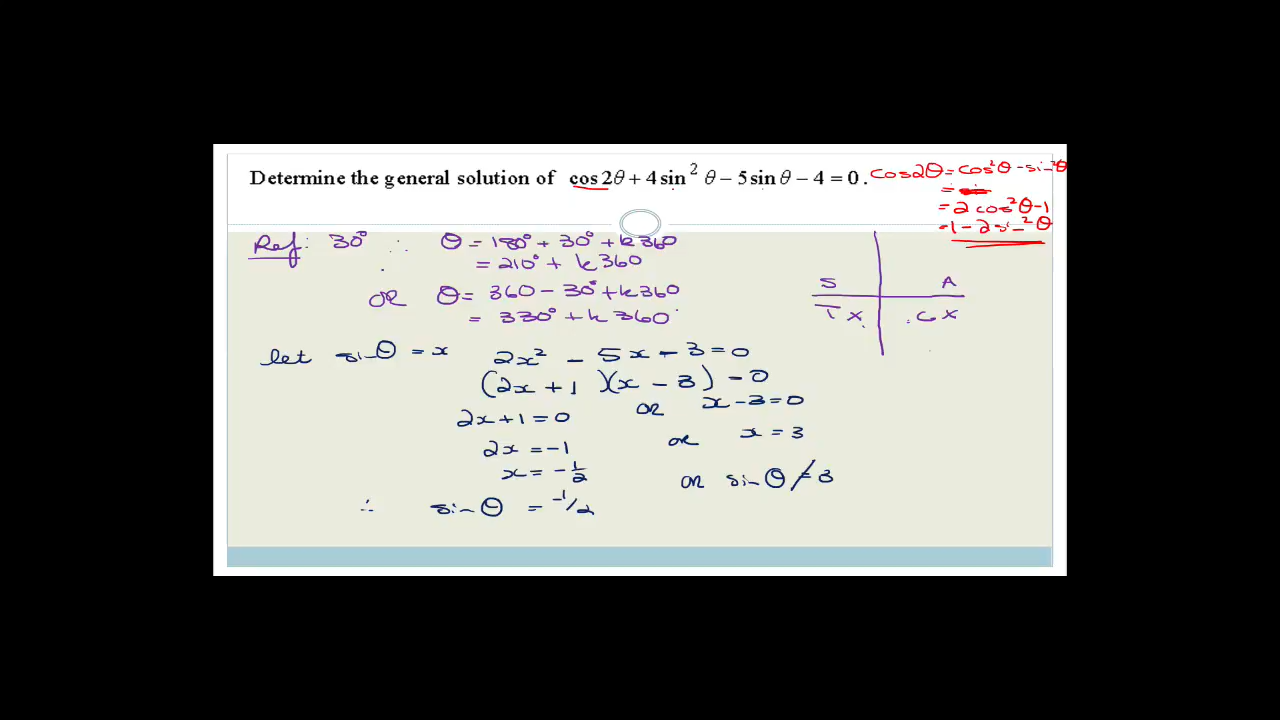 Determine the general solution of cos 2θ + 4 sin² θ − 5 sin θ − 4 = 0.
cos2θ = cos²θ - sin²θ
=
= 2 cos²θ - 1
= 1 - 2 sin²θ
Ref: 30° ∴ θ = 180° + 30° + k360
= 210° + k360
OR θ = 360 - 30° + k360
= 330° + k360
S A
T x C x
let sinθ = x 2x² - 5x - 3 = 0
(2x + 1)(x - 3) = 0
2x + 1 = 0 or x - 3 = 0
2x = -1 or x = 3
x = -1/2
or sinθ ≠ 3
∴ sinθ = -1/2